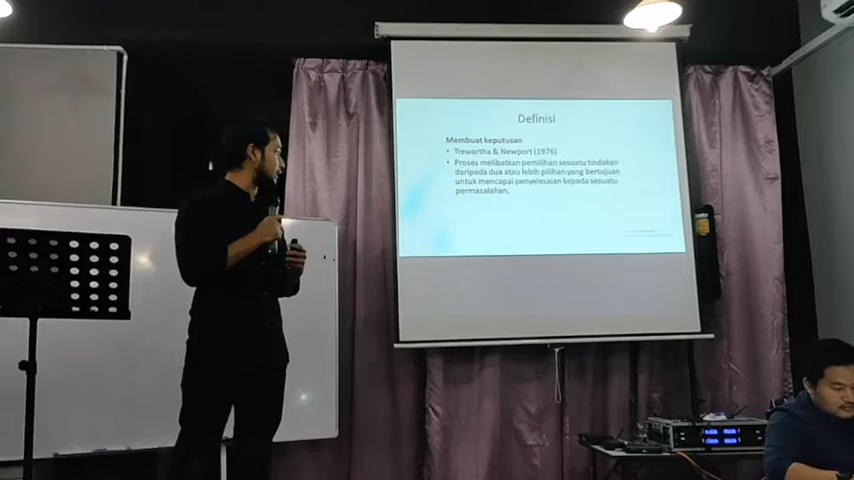 Definisi
Membuat keputusan
• Trewartha & Newport (1976)
• Proses melibatkan pemilihan sesuatu tindakan
daripada dua atau lebih pilihan yang bertujuan
untuk mencapai penyelesaian kepada sesuatu
permasalahan.